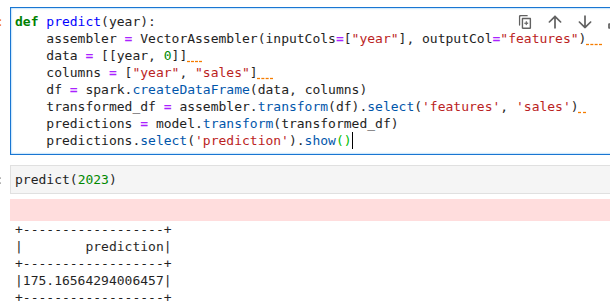 def predict(year):
    assembler = VectorAssembler(inputCols=["year"], outputCol="features")
    data = [[year, 0]]
    columns = ["year", "sales"]
    df = spark.createDataFrame(data, columns)
    transformed_df = assembler.transform(df).select('features', 'sales')
    predictions = model.transform(transformed_df)
    predictions.select('prediction').show()
predict(2023)
+------------------+
|        prediction|
+------------------+
|175.16564294006457|
+------------------+